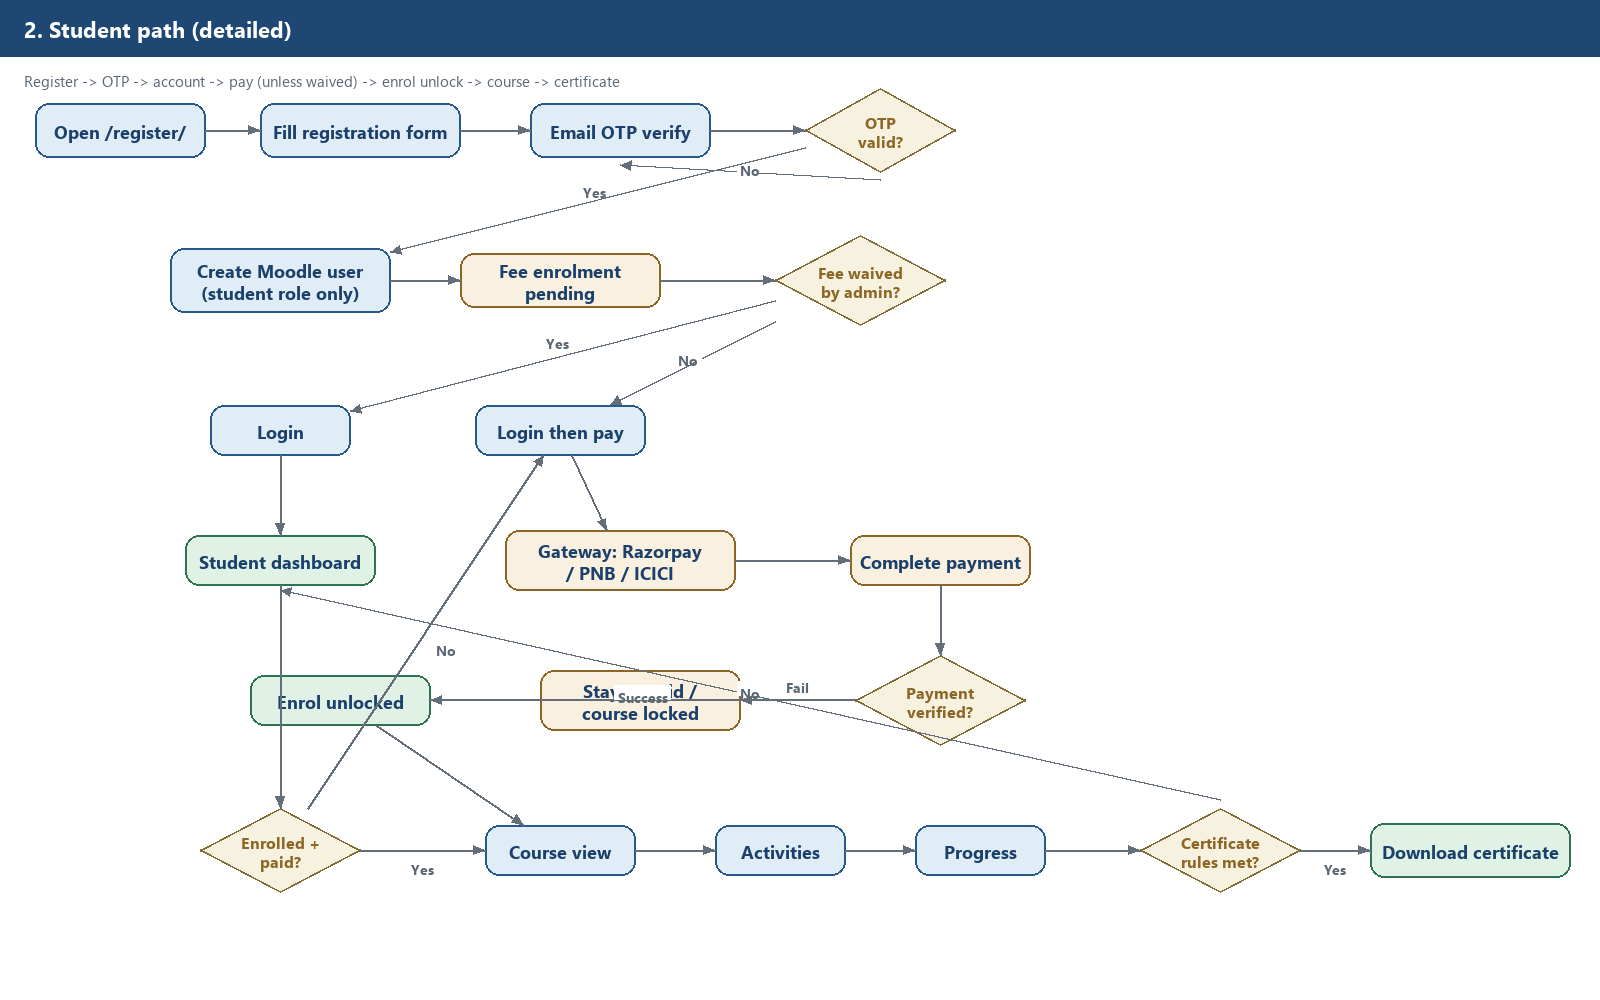 2. Student path (detailed)
Register -> OTP -> account -> pay (unless waived) -> enrol unlock -> course -> certificate
Open /register/
Fill registration form
Email OTP verify
OTP
valid?
No
Yes
Create Moodle user
(student role only)
Fee enrolment
pending
Fee waived
by admin?
Yes
No
Login
Login then pay
Student dashboard
Gateway: Razorpay
/ PNB / ICICI
Complete payment
No
Enrol unlocked
Success
/
course locked
No
Fail
Payment
verified?
Enrolled +
paid?
Yes
Course view
Activities
Progress
Certificate
rules met?
Yes
Download certificate